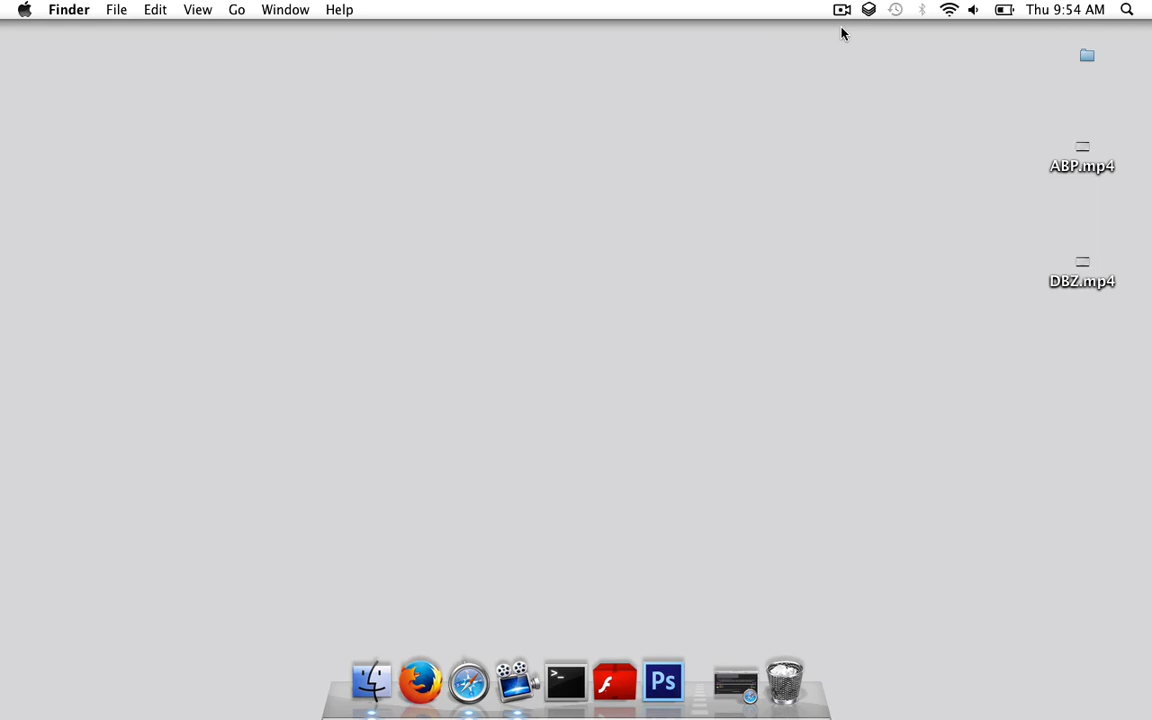 Finder File Edit View Go Window Help Thu 9:54 AM
ABP.mp4
DBZ.mp4
>_
Ps